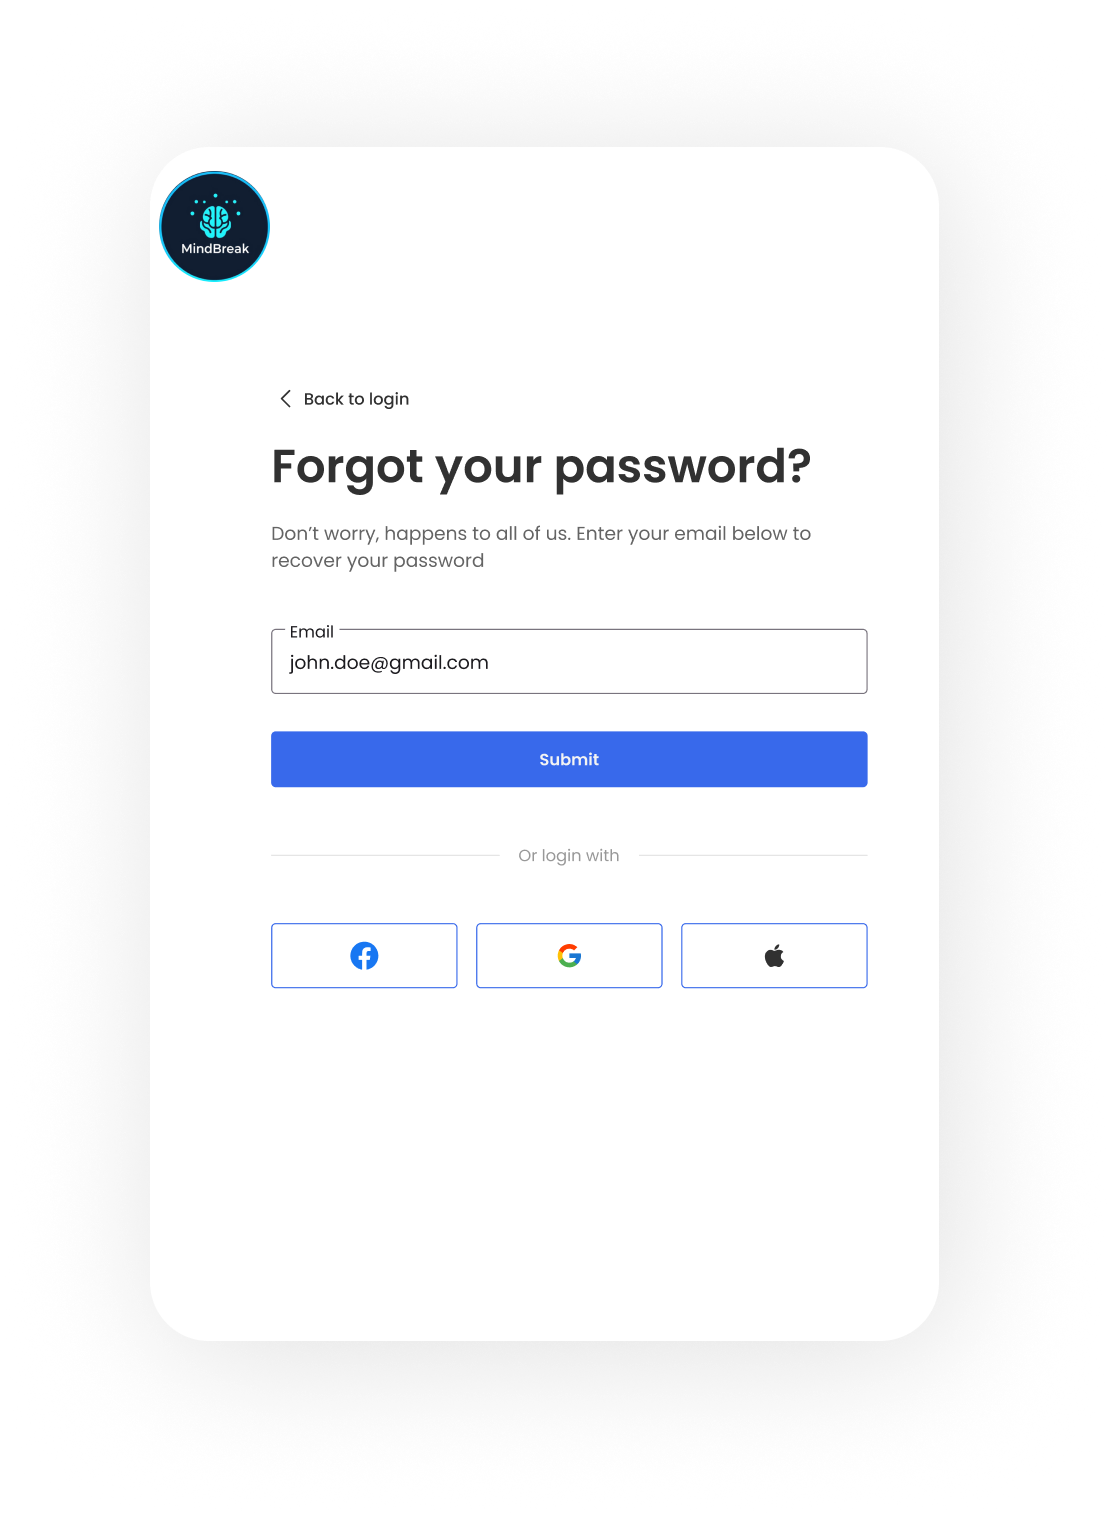 MindBreak
Back to login
Forgot your password?
Don’t worry, happens to all of us. Enter your email below to
recover your password
Email
john.doe@gmail.com
Submit
Or login with